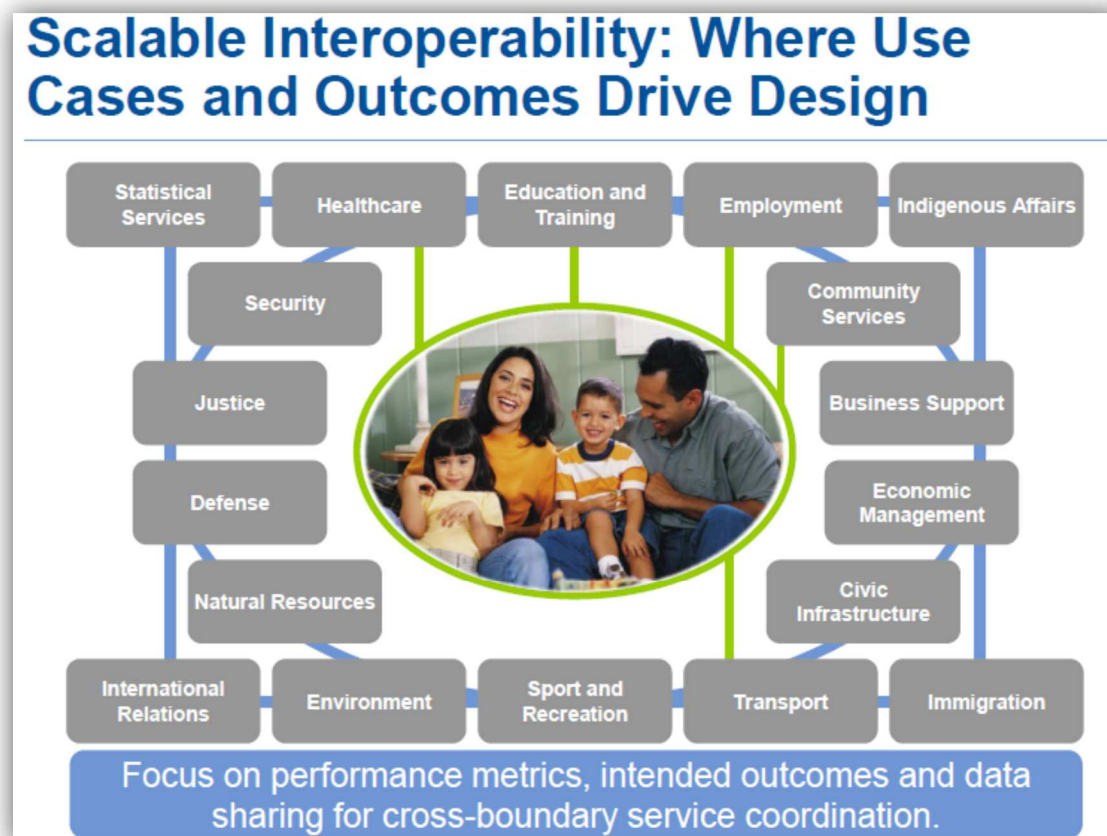 Scalable Interoperability: Where Use
Cases and Outcomes Drive Design
Statistical
Services
Healthcare
Education and
Training
Employment
Indigenous Affairs
Security
Community
Services
Justice
Business Support
Defense
Economic
Management
Natural Resources
Civic
Infrastructure
International
Relations
Environment
Sport and
Recreation
Transport
Immigration
Focus on performance metrics, intended outcomes and data
sharing for cross-boundary service coordination.